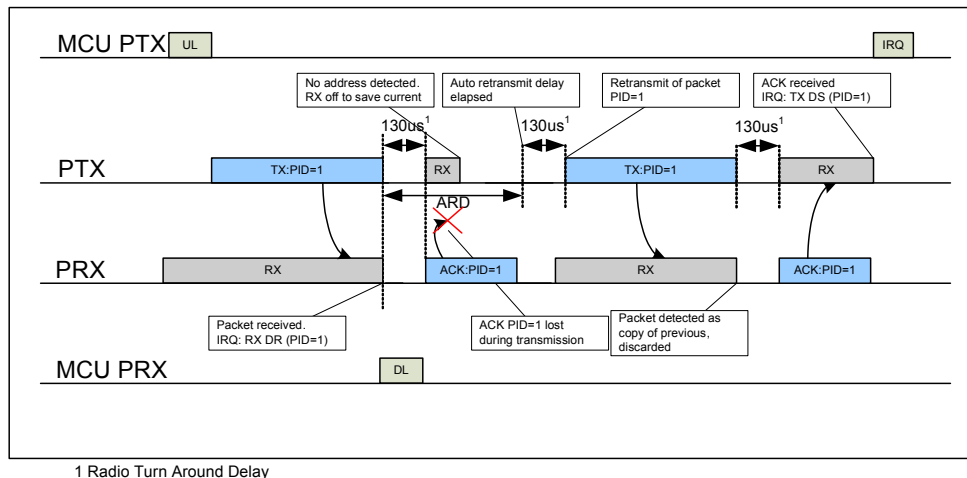 MCU PTX
UL
IRQ
No address detected.
RX off to save current
Auto retransmit delay
elapsed
Retransmit of packet
PID=1
ACK received
IRQ: TX DS (PID=1)
130us1
130us1
130us1
PTX
TX:PID=1
RX
TX:PID=1
RX
ARD
PRX
RX
ACK:PID=1
RX
ACK:PID=1
Packet received.
IRQ: RX DR (PID=1)
ACK PID=1 lost
during transmission
Packet detected as
copy of previous,
discarded
MCU PRX
DL
1 Radio Turn Around Delay